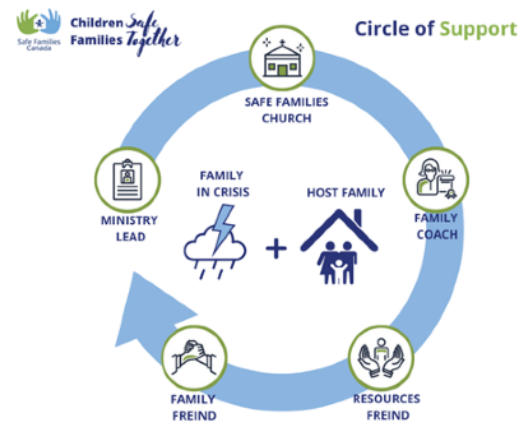 Children Safe
Families Together
Safe Families
Canada
Circle of Support
SAFE FAMILIES
CHURCH
FAMILY
IN CRISIS
HOST FAMILY
MINISTRY
LEAD
FAMILY
COACH
+
FAMILY
FREIND
RESOURCES
FREIND